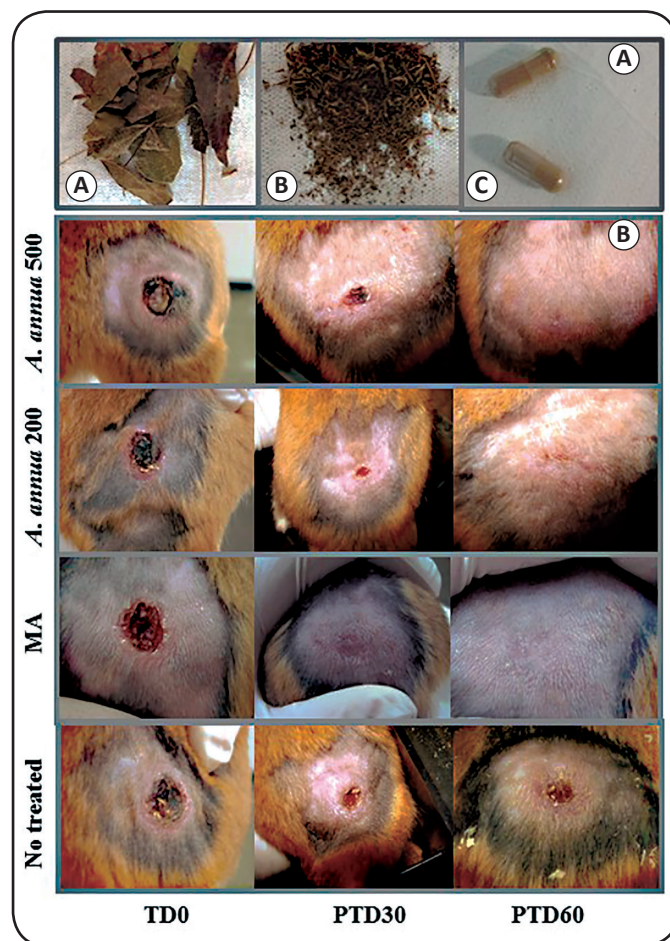 A
A
B
C
B
A. annua 500
A. annua 200
MA
No treated
TD0 PTD30 PTD60